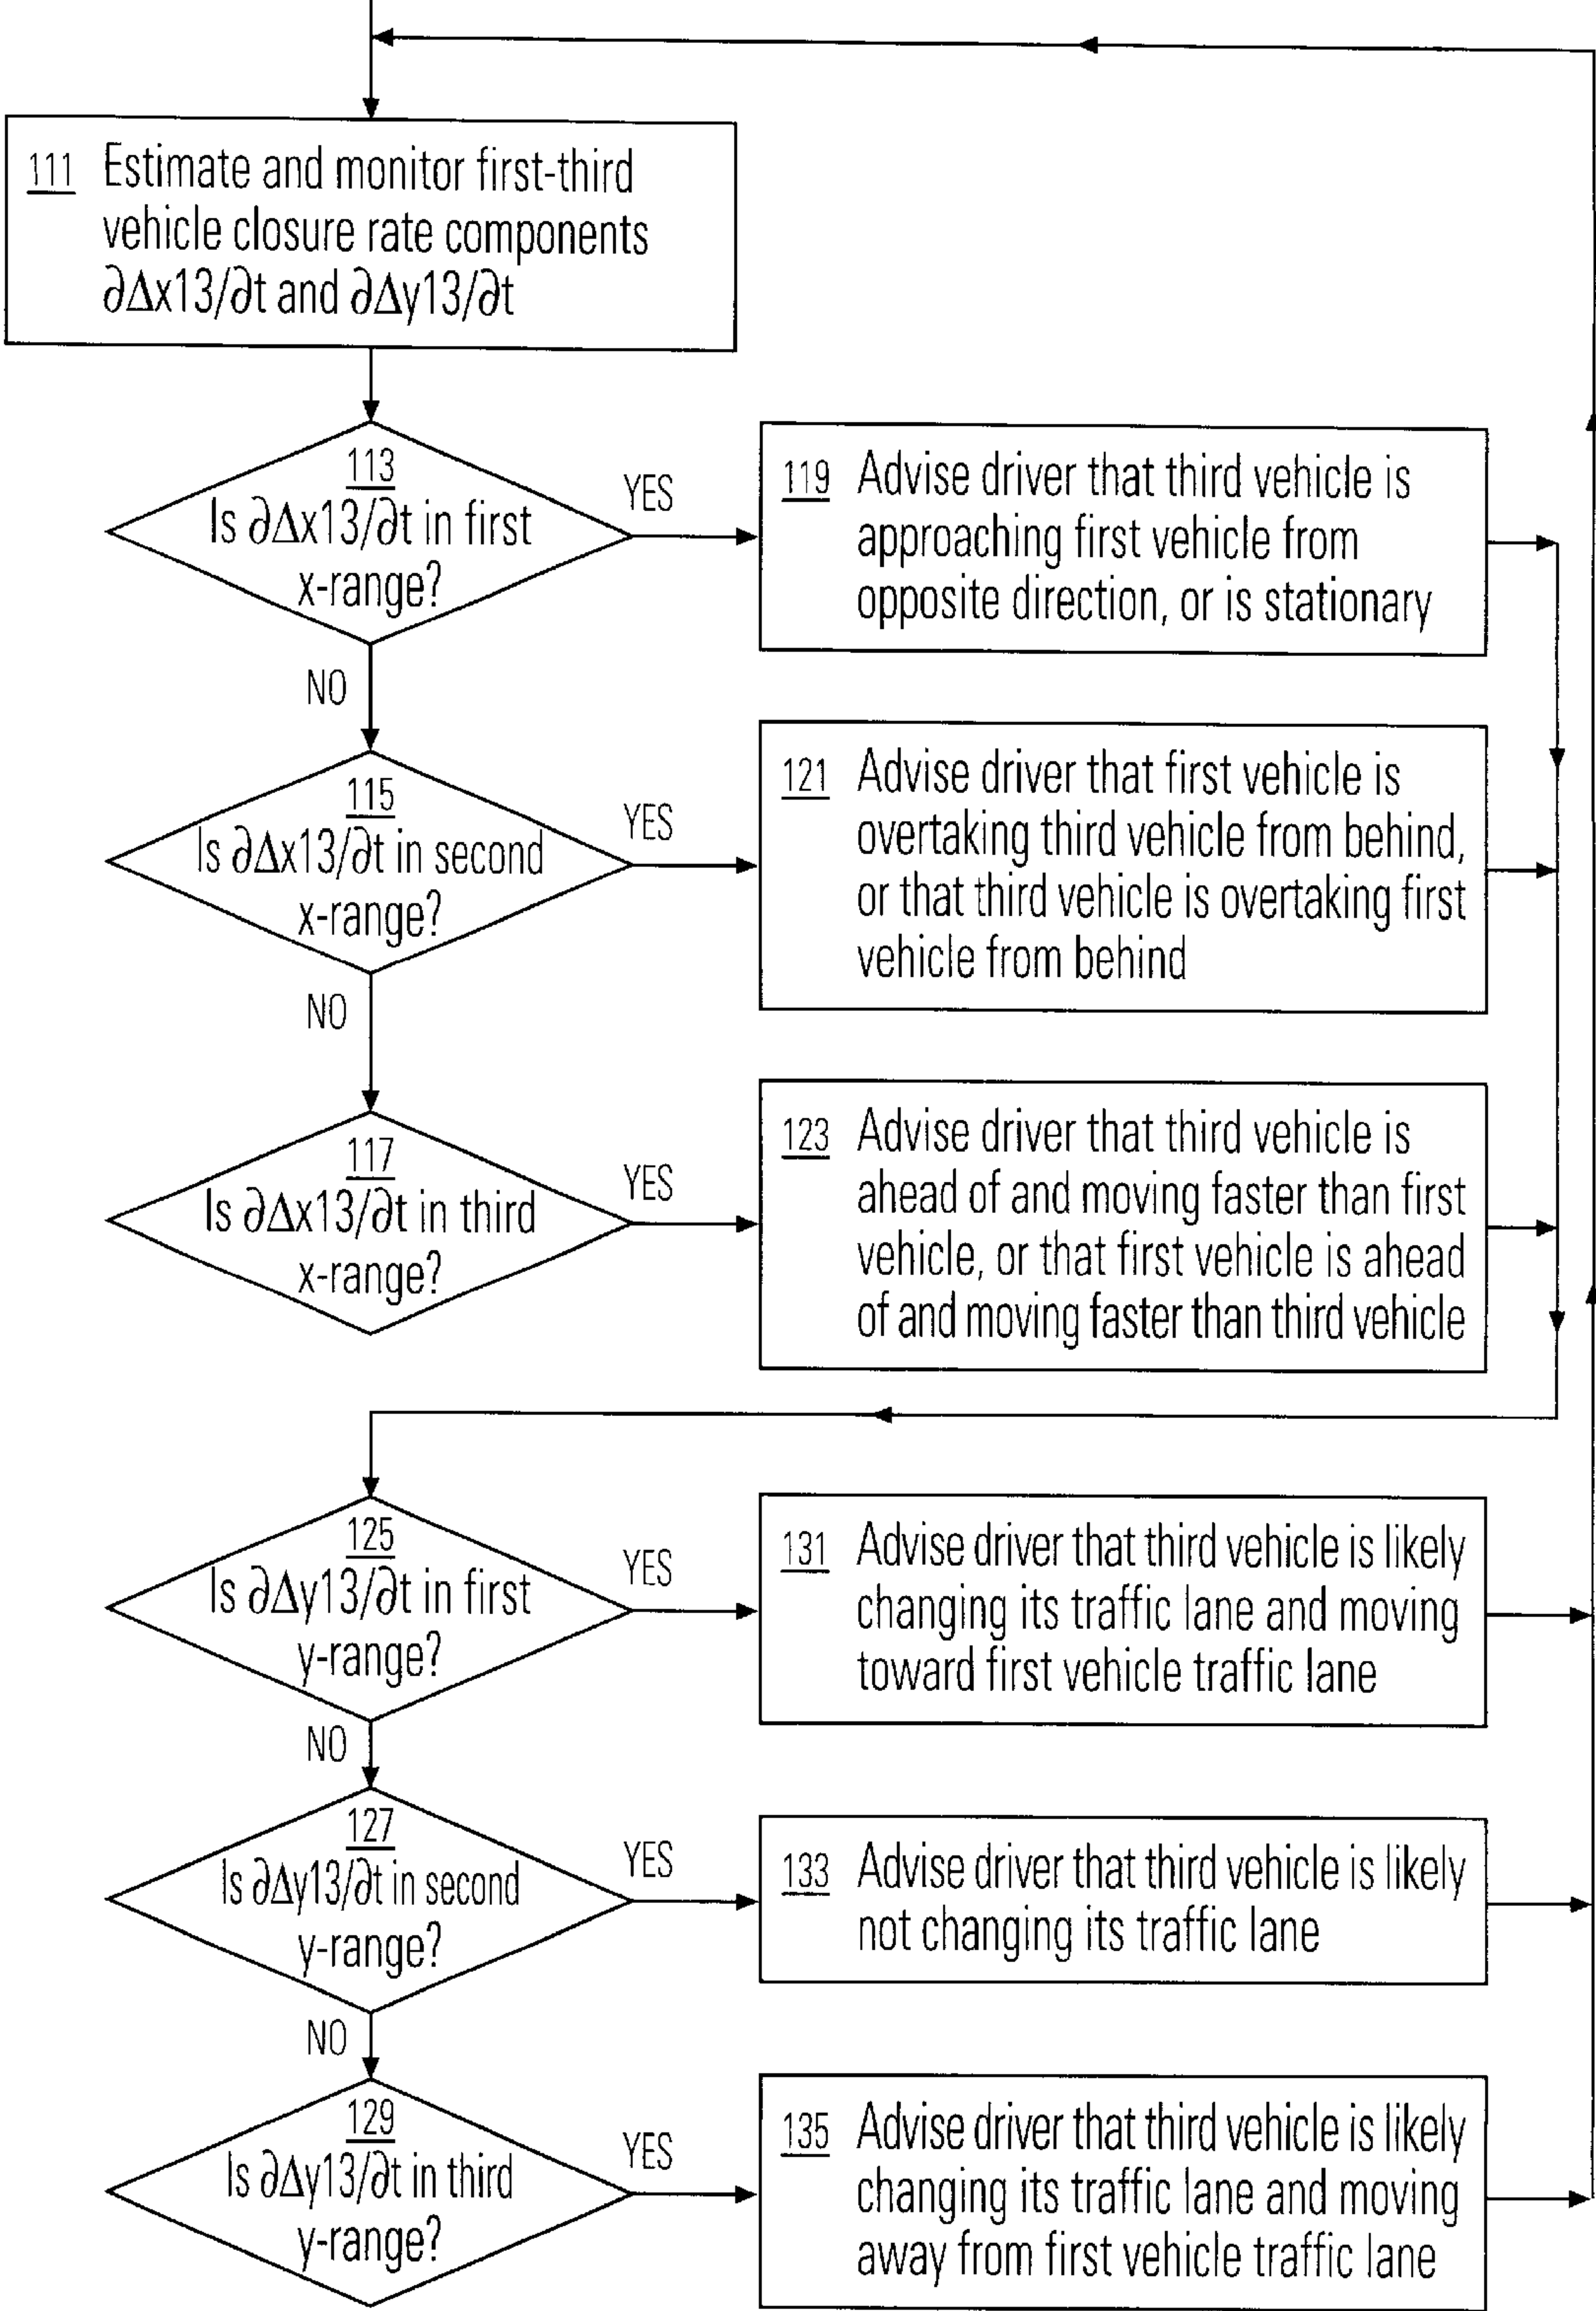 111 Estimate and monitor first-third
vehicle closure rate components
∂Δx13/∂t and ∂Δy13/∂t
113
Is ∂Δx13/∂t in first
x-range?
YES
NO
119 Advise driver that third vehicle is
approaching first vehicle from
opposite direction, or is stationary
115
Is ∂Δx13/∂t in second
x-range?
YES
NO
121 Advise driver that first vehicle is
overtaking third vehicle from behind,
or that third vehicle is overtaking first
vehicle from behind
117
Is ∂Δx13/∂t in third
x-range?
YES
123 Advise driver that third vehicle is
ahead of and moving faster than first
vehicle, or that first vehicle is ahead
of and moving faster than third vehicle
125
Is ∂Δy13/∂t in first
y-range?
YES
NO
131 Advise driver that third vehicle is likely
changing its traffic lane and moving
toward first vehicle traffic lane
127
Is ∂Δy13/∂t in second
y-range?
YES
NO
133 Advise driver that third vehicle is likely
not changing its traffic lane
129
Is ∂Δy13/∂t in third
y-range?
YES
135 Advise driver that third vehicle is likely
changing its traffic lane and moving
away from first vehicle traffic lane